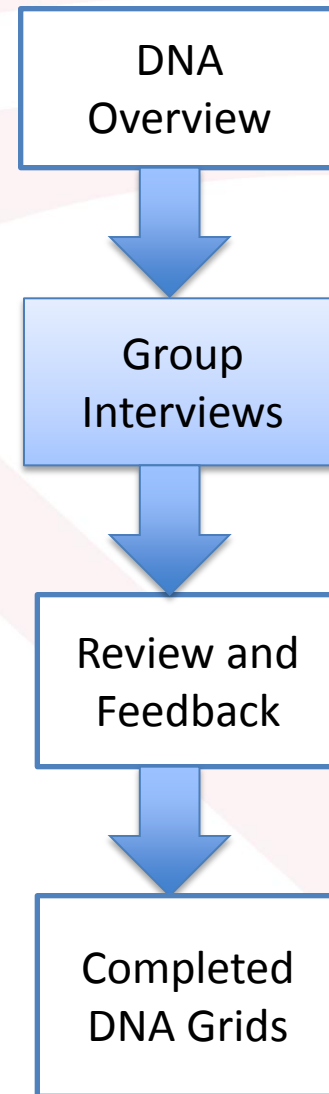 DNA
Overview
Group
Interviews
Review and
Feedback
Completed
DNA Grids